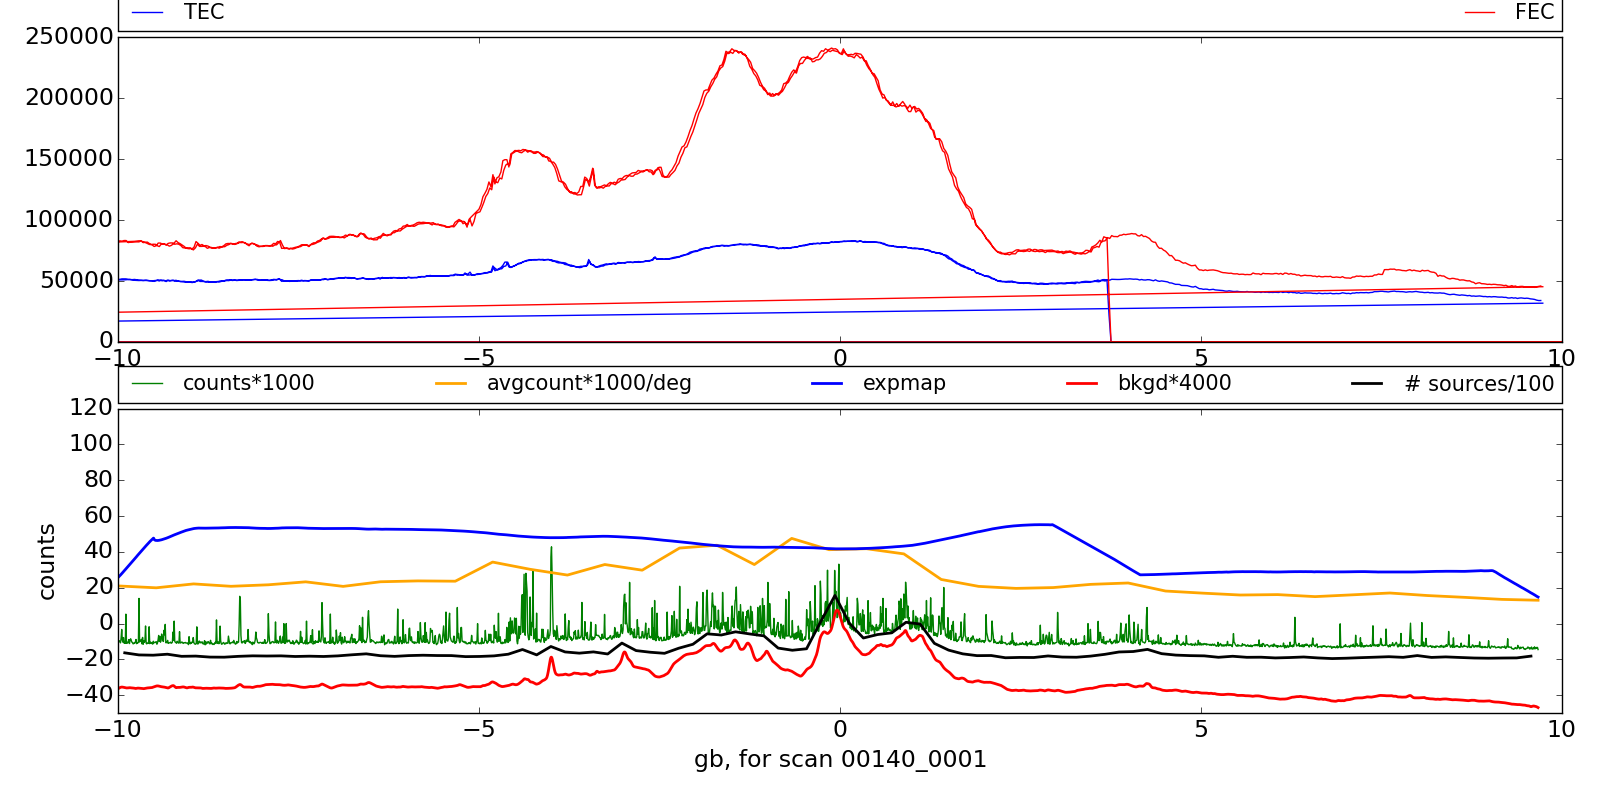 TEC FEC
250000
200000
150000
100000
50000
0
−10 −5 0 5 10
counts*1000 avgcount*1000/deg expmap bkgd*4000 # sources/100
120
100
80
60
40
20
0
−20
−40
counts
−10 −5 0 5 10
gb, for scan 00140_0001